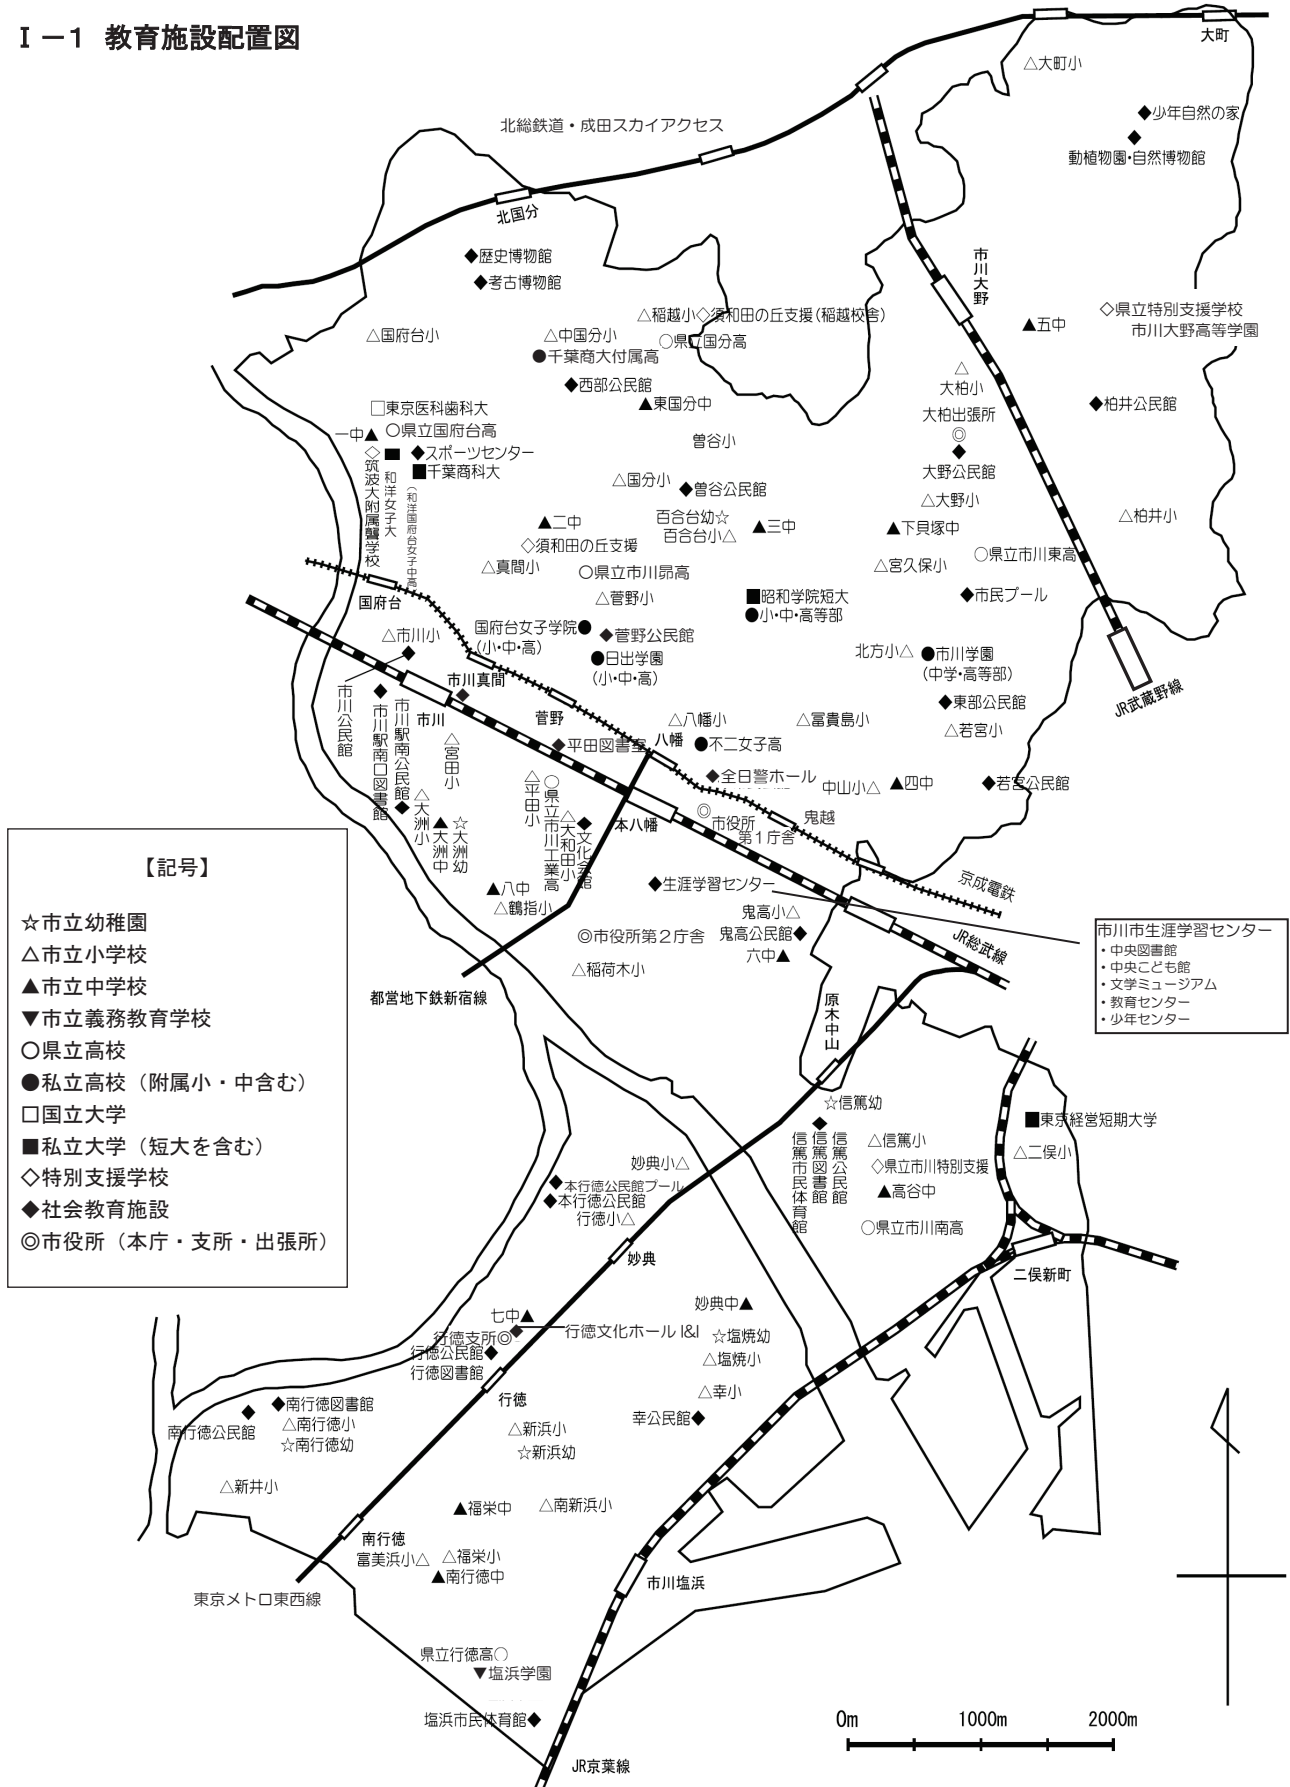 Ⅰ－１ 教育施設配置図
大町
△大町小
◆少年自然の家
◆
動植物園・自然博物館
北総鉄道・成田スカイアクセス
北国分
◆歴史博物館
◆考古博物館
市川大野
◇県立特別支援学校
市川大野高等学園
▲五中
△稲越小◇須和田の丘支援(稲越校舎)
△国府台小
△中国分小
○県立国分高
●千葉商大付属高
◆西部公民館
△
大柏小
□東京医科歯科大
▲東国分中
◆柏井公民館
大柏出張所
◎
○県立国府台高
一中▲
曽谷小
◆スポーツセンター
■千葉商科大
◆
大野公民館
◇筑波大附属聾学校
■和洋女子大
(和洋国府台女子中高)
△国分小
◆曽谷公民館
△大野小
百合台幼☆
百合台小△
△柏井小
▲二中
▲三中
▲下貝塚中
◇須和田の丘支援
○県立市川東高
△真間小
○県立市川昴高
△宮久保小
△菅野小
■昭和学院短大
●小・中・高等部
◆市民プール
国府台
国府台女子学院●
(小・中・高)
△市川小
◆
◆菅野公民館
●日出学園
(小・中・高)
北方小△
●市川学園
(中学・高等部)
市川真間
◆
市川公民館
◆
市川駅南口図書館
市川駅南公民館
◆
市川
◆東部公民館
JR武蔵野線
菅野
△八幡小
△冨貴島小
△若宮小
◆平田図書室
八幡
●不二女子高
△宮田小
◆全日警ホール
中山小△
▲四中
◆若宮公民館
△平田小
○県立市川工業高
△大和田小
◆文化会館
△大洲小
▲大洲中
☆大洲幼
本八幡
◎市役所
第１庁舎
鬼越
▲八中
△鶴指小
◆生涯学習センター
京成電鉄
鬼高小△
◎市役所第２庁舎
鬼高公民館◆
六中▲
JR総武線
△稲荷木小
都営地下鉄新宿線
原木中山
市川市生涯学習センター
・中央図書館
・中央こども館
・文学ミュージアム
・教育センター
・少年センター
【記号】
☆市立幼稚園
△市立小学校
▲市立中学校
▼市立義務教育学校
○県立高校
●私立高校（附属小・中含む）
□国立大学
■私立大学（短大を含む）
◇特別支援学校
◆社会教育施設
◎市役所（本庁・支所・出張所）
☆信篤幼
◆
信篤市民体育館
信篤図書館
信篤公民館
■東京経営短期大学
△信篤小
△二俣小
◇県立市川特別支援
▲高谷中
○県立市川南高
妙典小△
◆本行徳公民館プール
◆本行徳公民館
行徳小△
妙典
二俣新町
七中▲
妙典中▲
◆行徳文化ホールI&I
行徳支所◎
行徳公民館◆
行徳図書館
☆塩焼幼
△塩焼小
行徳
△幸小
幸公民館◆
◆南行徳図書館
◆
南行徳公民館
△南行徳小
☆南行徳幼
△新浜小
☆新浜幼
△新井小
▲福栄中
△南新浜小
南行徳
富美浜小△
△福栄小
▲南行徳中
東京メトロ東西線
市川塩浜
県立行徳高○
▼塩浜学園
塩浜市民体育館◆
JR京葉線
0m
1000m
2000m